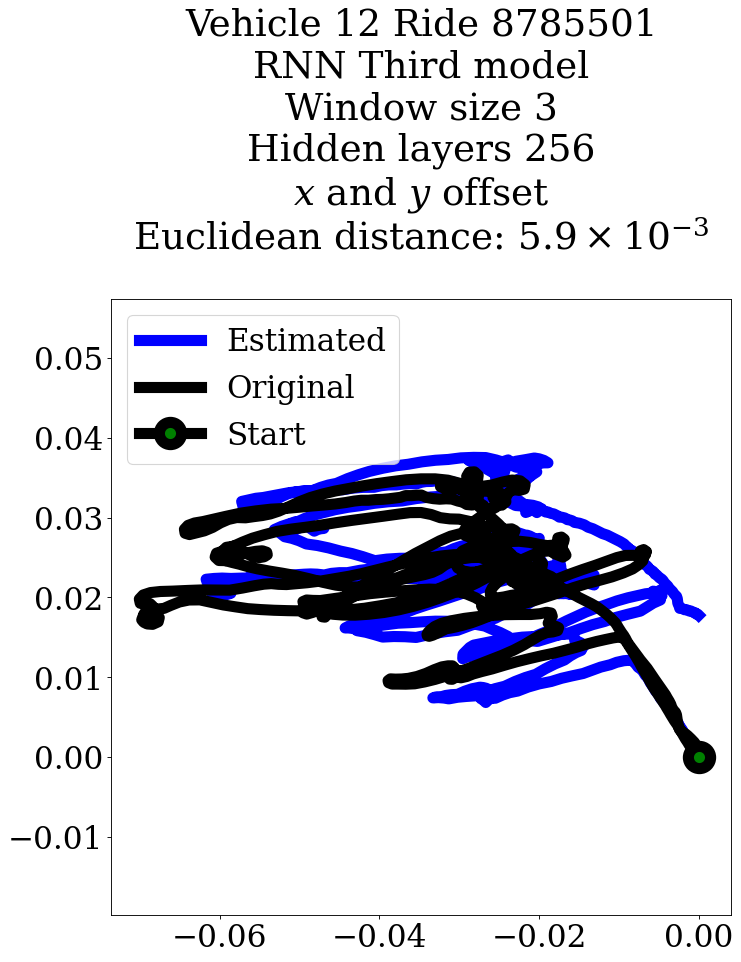 Vehicle 12 Ride 8785501
RNN Third model
Window size 3
Hidden layers 256
x and y offset
Euclidean distance: 5.9 × 10⁻³
Estimated
Original
Start
0.05
0.04
0.03
0.02
0.01
0.00
−0.01
−0.06
−0.04
−0.02
0.00